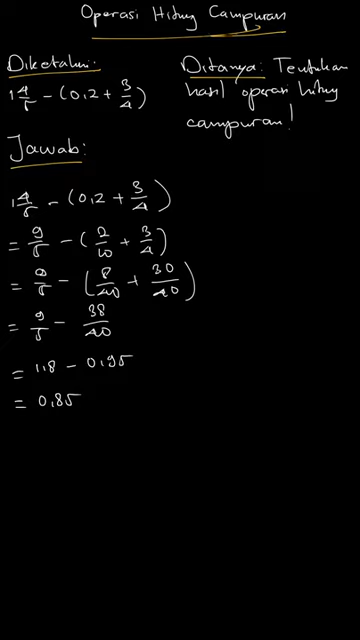 Operasi Hitung Campuran
Diketahui:
1 4/5 - (0,2 + 3/4)
Ditanya: Tentukan
hasil operasi hitung
campuran!
Jawab:
1 4/5 - (0,2 + 3/4)
= 9/5 - (2/10 + 3/4)
= 9/5 - (8/40 + 30/40)
= 9/5 - 38/40
= 1,8 - 0,95
= 0,85